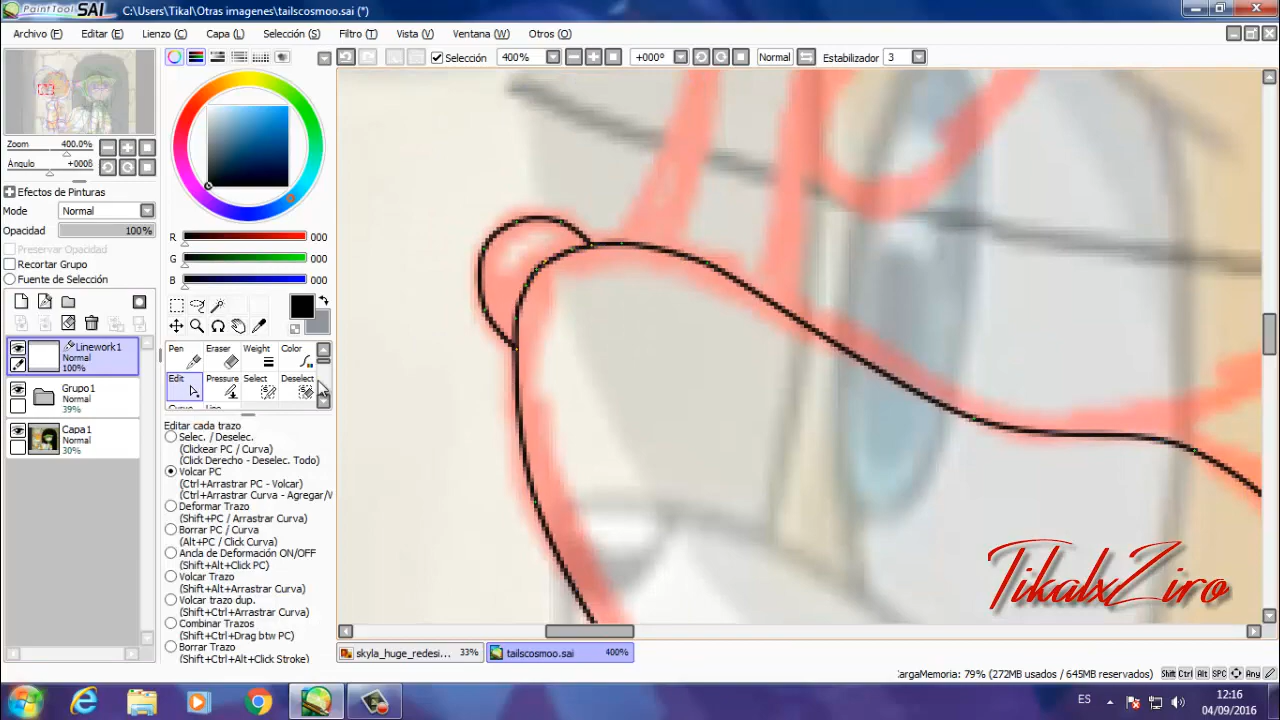 PaintTool SAI C:\Users\Tikal\Otras imagenes\tailscosmoo.sai (*)
Archivo (F) Editar (E) Lienzo (C) Capa (L) Selección (S) Filtro (T) Vista (V) Ventana (W) Otros (O)
Selección 400% +000° Normal Estabilizador 3
Zoom 400.0%
Ángulo
Efectos de Pinturas
Mode Normal
Opacidad 100%
Preservar Opacidad
Recortar Grupo
Fuente de Selección
Linework1
Normal
100%
Grupo1
Normal
39%
Capa1
Normal
30%
R 000
G 000
B 000
Pen Eraser Weight Color
Edit Pressure Select Deselect
Editar cada trazo
Selec. / Deselec.
(Clickear PC / Curva)
(Click Derecho - Deselec. Todo)
Volcar PC
(Ctrl+Arrastrar PC - Volcar)
(Ctrl+Arrastrar Curva - Agregar/V
Deformar Trazo
(Shift+PC / Arrastrar Curva)
Borrar PC / Curva
(Alt+PC / Click Curva)
Ancla de Deformación ON/OFF
(Shift+Alt+Click PC)
Volcar Trazo
(Shift+Alt+Arrastrar Curva)
Volcar trazo dup.
(Shift+Ctrl+Arrastrar Curva)
Combinar Trazos
(Shift+Ctrl+Drag btw PC)
Borrar Trazo
(Shift+Ctrl+Alt+Click Stroke)
TikalxZiro
skyla_huge_redesi... 33% tailscosmoo.sai 400%
CargaMemoria: 79% (272MB usados / 645MB reservados) Shift Ctrl Alt SPC Any
ES 12:16
04/09/2016